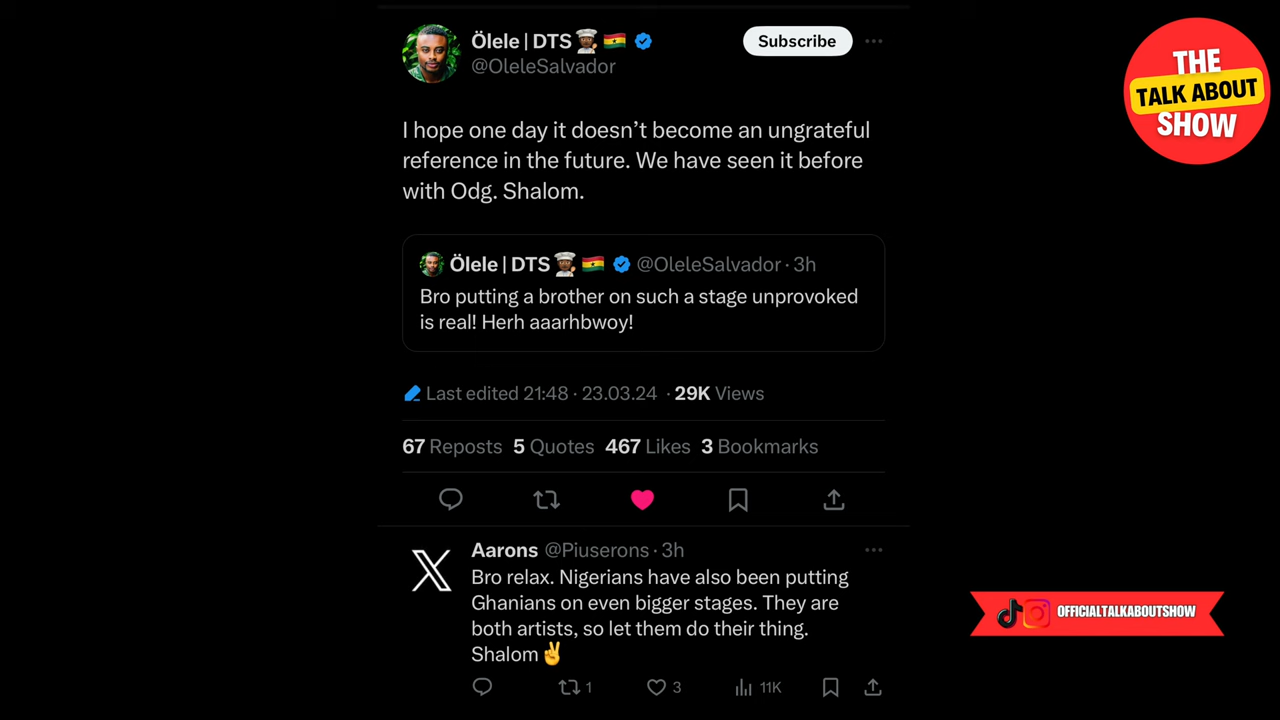 Ölele | DTS 👨🏾‍🍳🇬🇭
Subscribe
@OleleSalvador
THE
TALK ABOUT
SHOW
I hope one day it doesn’t become an ungrateful
reference in the future. We have seen it before
with Odg. Shalom.
Ölele | DTS 👨🏾‍🍳🇬🇭 @OleleSalvador · 3h
Bro putting a brother on such a stage unprovoked
is real! Herh aaarhbwoy!
Last edited 21:48 · 23.03.24 · 29K Views
67 Reposts 5 Quotes 467 Likes 3 Bookmarks
Aarons @Piuserons · 3h
Bro relax. Nigerians have also been putting
Ghanians on even bigger stages. They are
both artists, so let them do their thing.
Shalom ✌️
1 3 11K
OFFICIALTALKABOUTSHOW